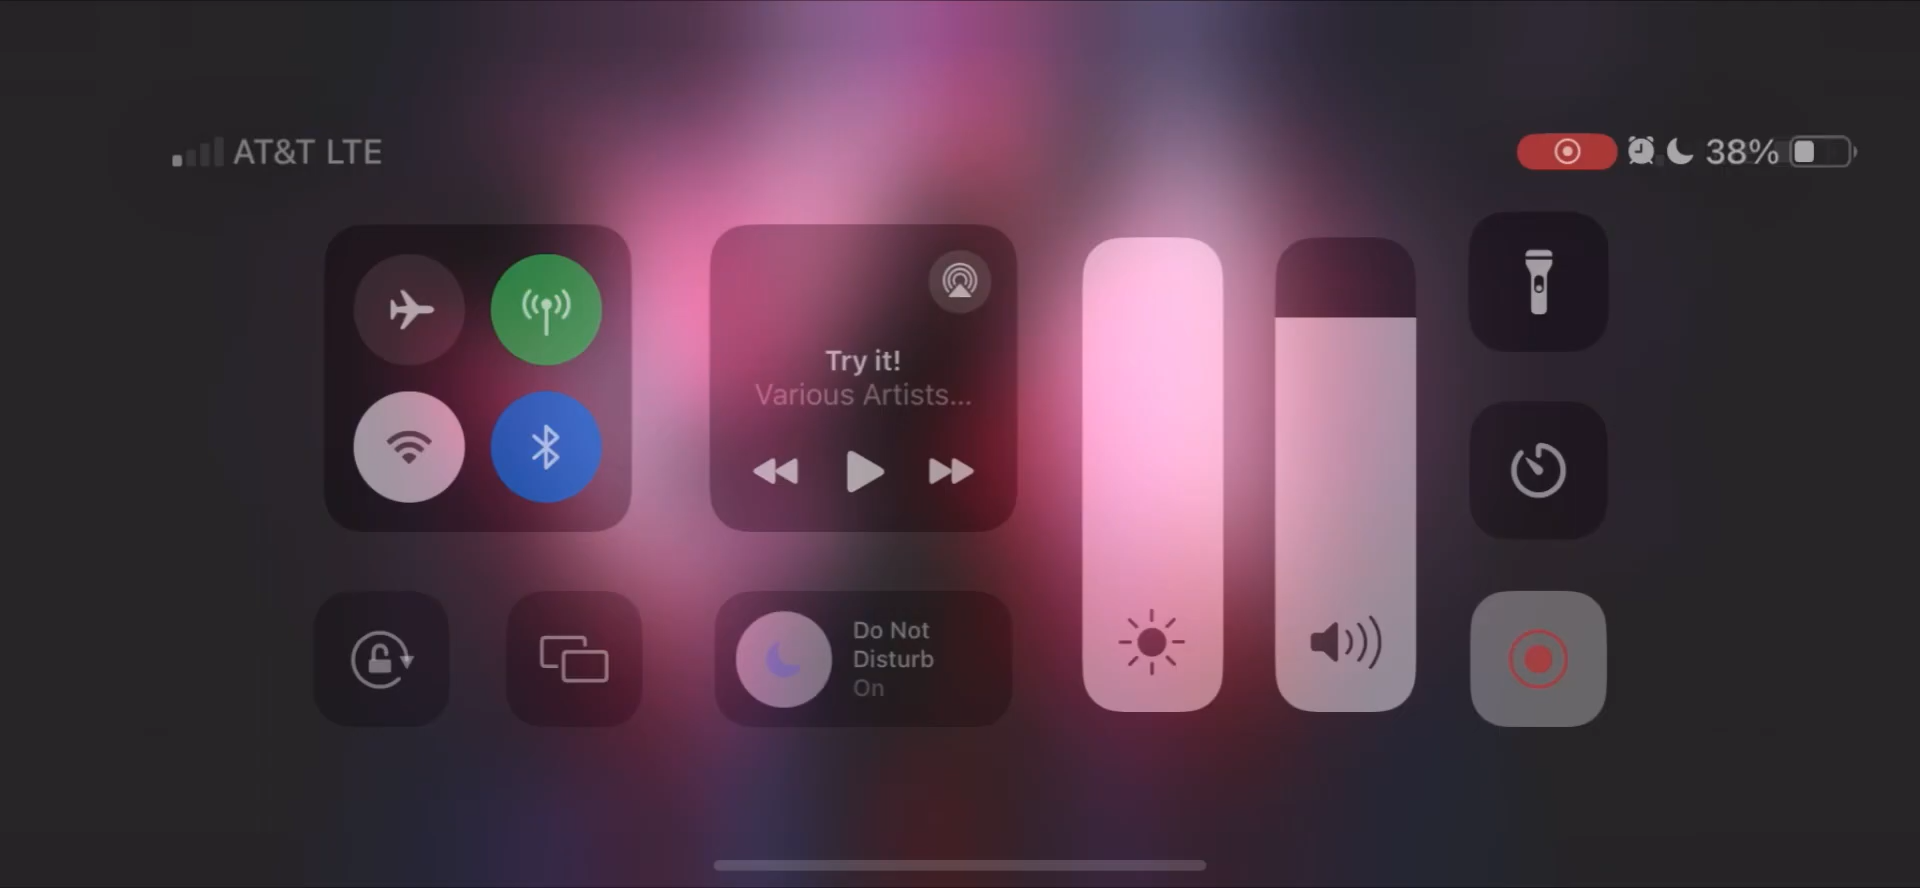 AT&T LTE
38%
Try it!
Various Artists...
Do Not
Disturb
On